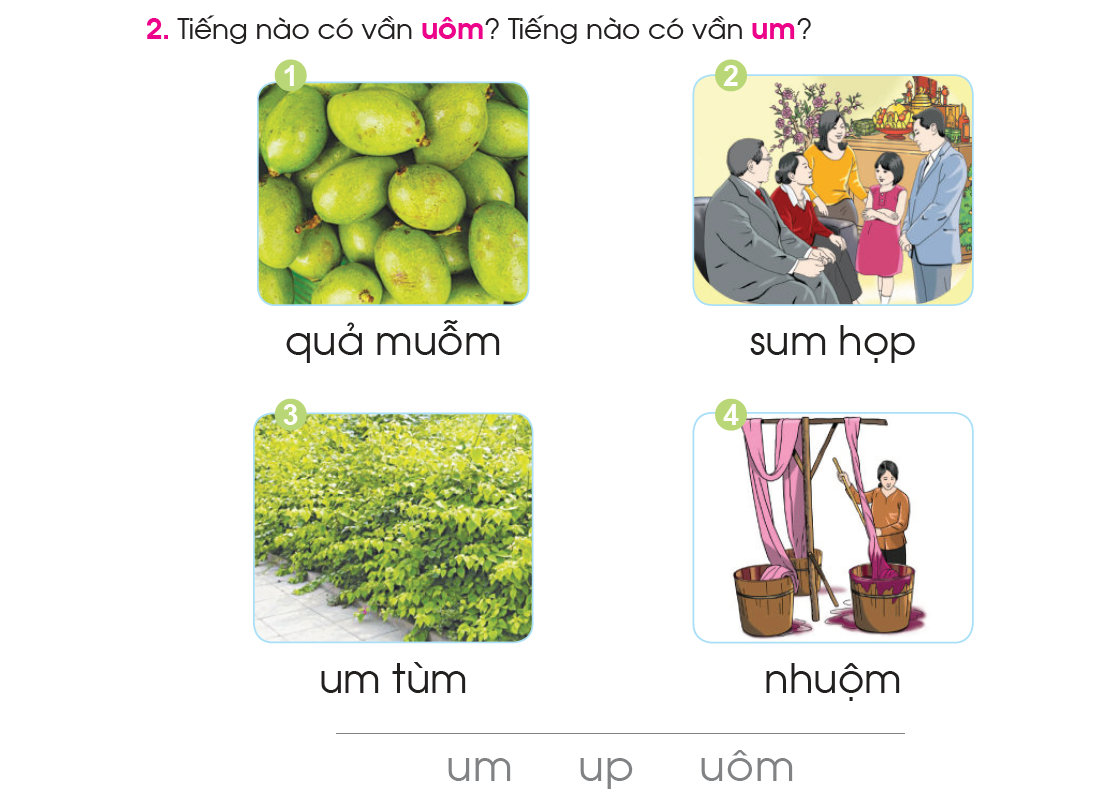 2. Tiếng nào có vần uôm? Tiếng nào có vần um?
1
2
quả muỗm
sum họp
3
4
um tùm
nhuộm
um up uôm